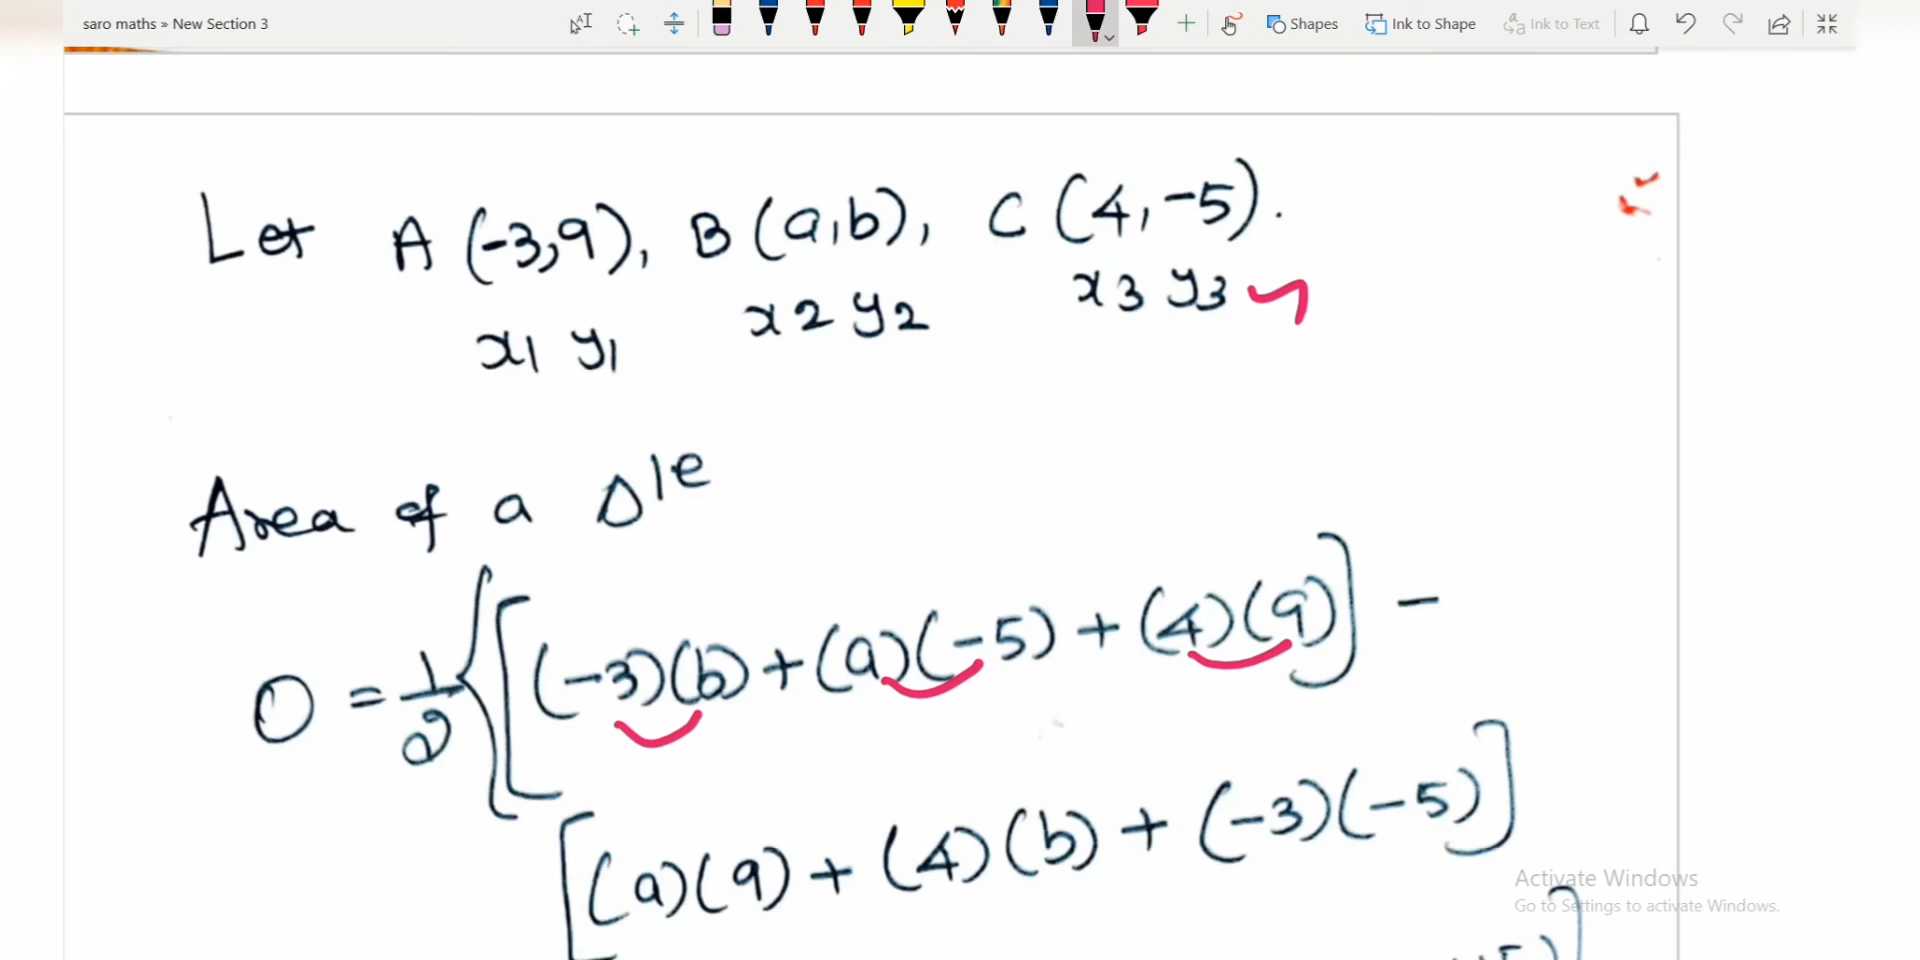 saro maths » New Section 3
Shapes
Ink to Shape
Ink to Text
Let A (-3,9), B (a,b), C (4,-5).
x1 y1 x2 y2 x3 y3
Area of a Δle
0 = 1/2 { [ (-3)(b) + (a)(-5) + (4)(9) ] -
[ (a)(9) + (4)(b) + (-3)(-5) ]
Activate Windows
Go to Settings to activate Windows.